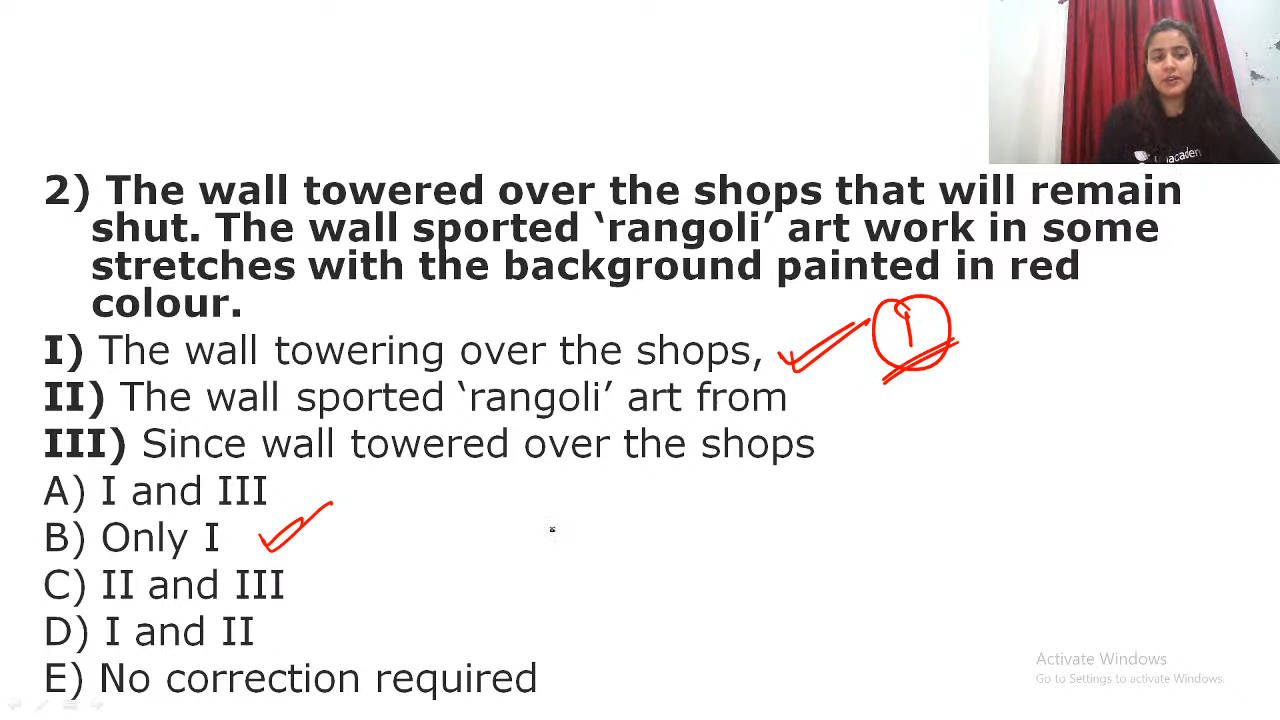 2) The wall towered over the shops that will remain
shut. The wall sported ‘rangoli’ art work in some
stretches with the background painted in red
colour.
I) The wall towering over the shops,
1
II) The wall sported ‘rangoli’ art from
III) Since wall towered over the shops
A) I and III
B) Only I
C) II and III
D) I and II
E) No correction required
Activate Windows
Go to Settings to activate Windows.